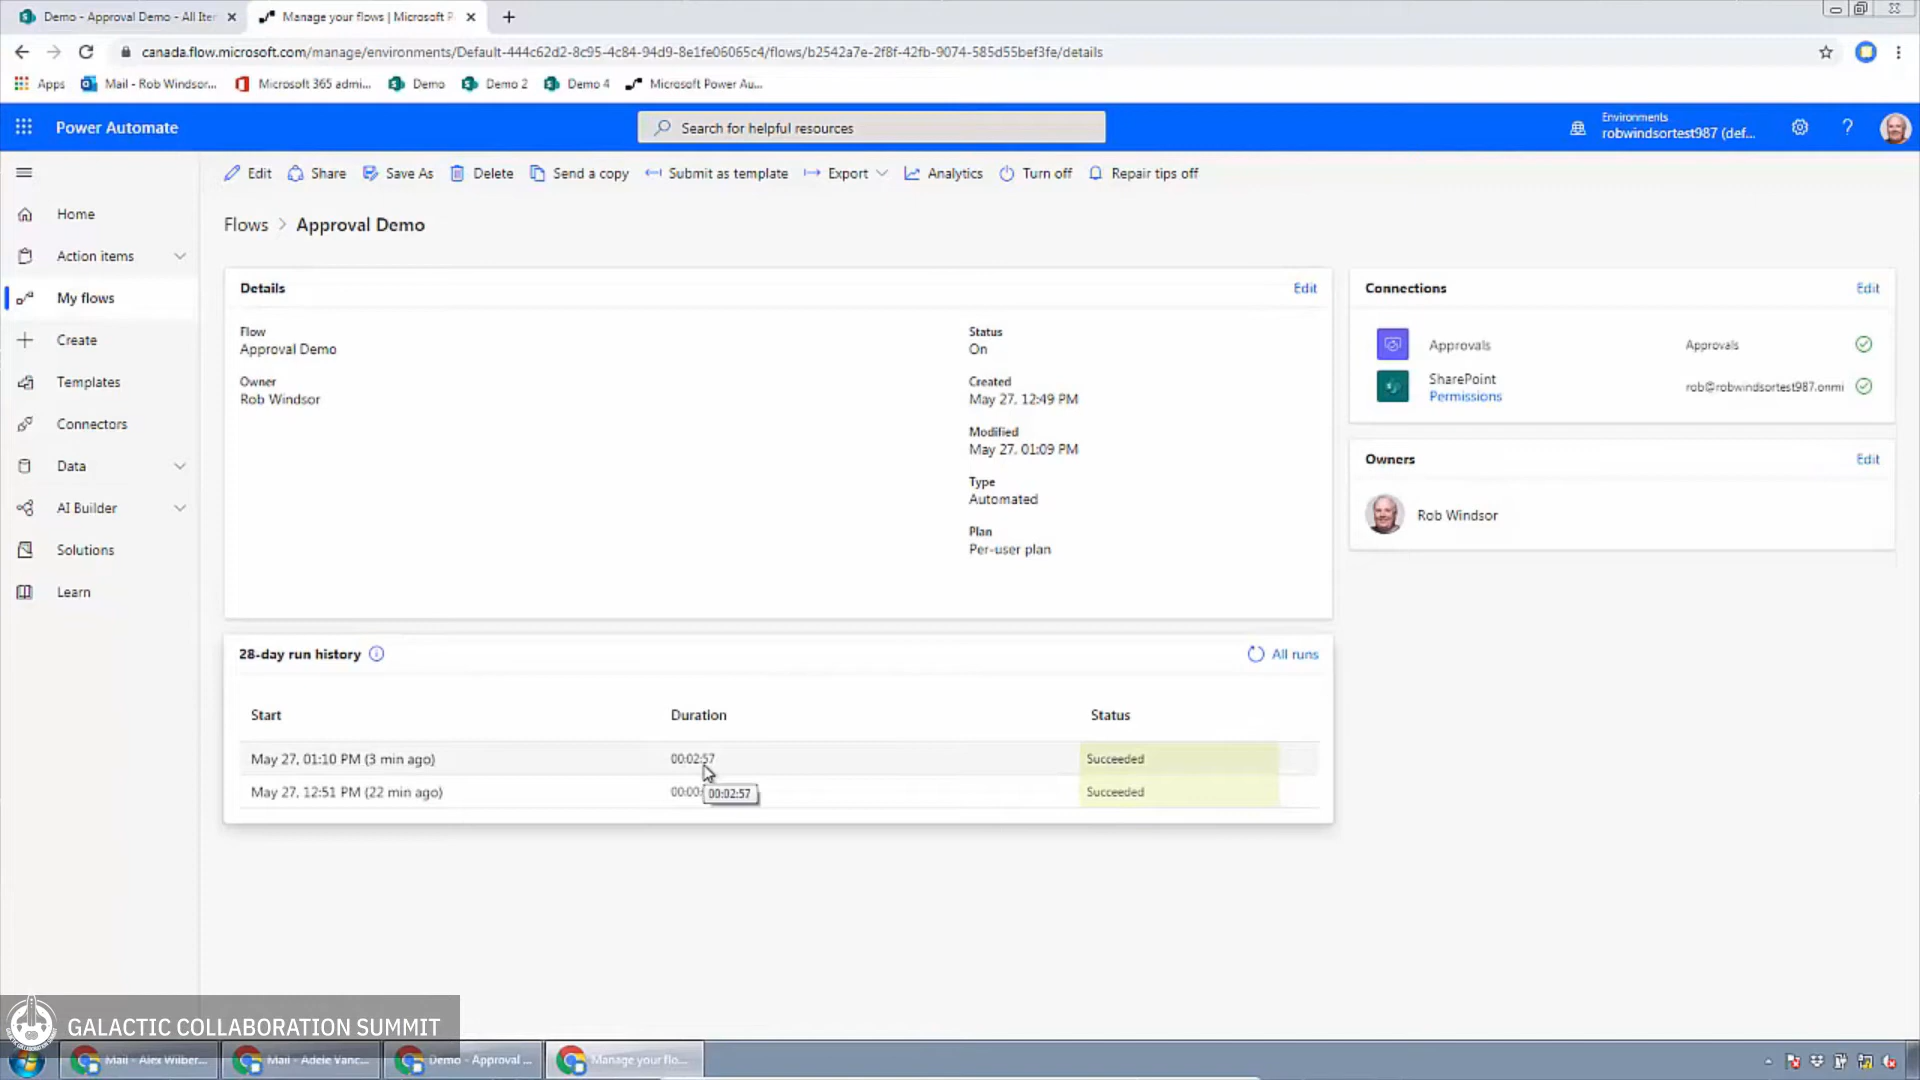 Demo - Approval Demo - All Iter
Manage your flows | Microsoft P
canada.flow.microsoft.com/manage/environments/Default-444c62d2-8c95-4c84-94d9-8e1fe06065c4/flows/b2542a7e-2f8f-42fb-9074-585d55bef3fe/details
Apps
Mail - Rob Windsor...
Microsoft 365 admi...
Demo
Demo 2
Demo 4
Microsoft Power Au...
Power Automate
Search for helpful resources
Environments
robwindsortest987 (def...
?
Edit
Share
Save As
Delete
Send a copy
Submit as template
Export
Analytics
Turn off
Repair tips off
Home
Action items
My flows
Create
Templates
Connectors
Data
AI Builder
Solutions
Learn
Flows > Approval Demo
Details
Edit
Flow
Approval Demo
Owner
Rob Windsor
Status
On
Created
May 27, 12:49 PM
Modified
May 27, 01:09 PM
Type
Automated
Plan
Per-user plan
Connections
Edit
Approvals
Approvals
SharePoint
Permissions
rob@robwindsortest987.onmi
Owners
Edit
Rob Windsor
28-day run history
All runs
Start
Duration
Status
May 27, 01:10 PM (3 min ago)
00:02:57
Succeeded
May 27, 12:51 PM (22 min ago)
00:00:
00:02:57
Succeeded
GALACTIC COLLABORATION SUMMIT
Mail - Alex Wilber...
Mail - Adele Vanc...
Demo - Approval ...
Manage your flo...